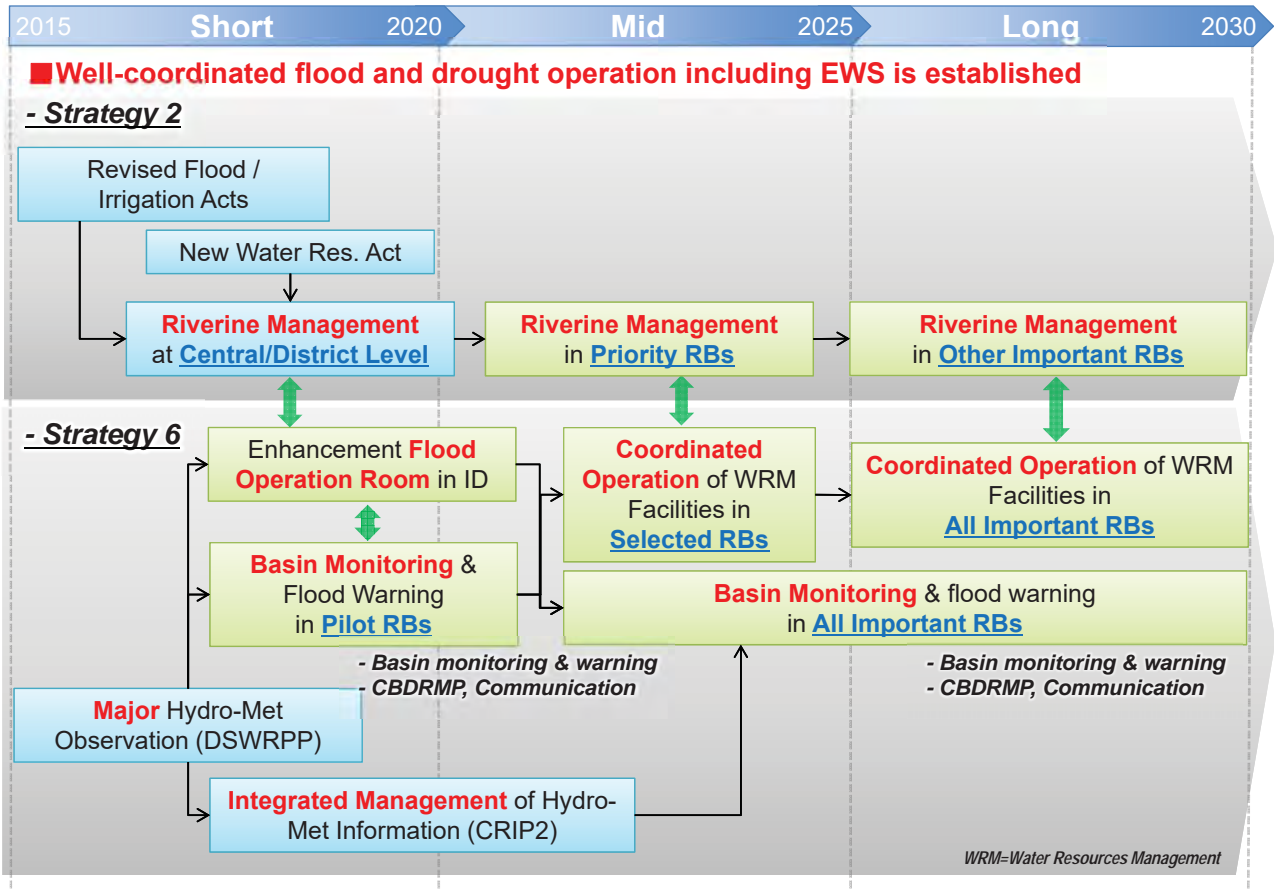 2015 Short 2020 Mid 2025 Long 2030
■Well-coordinated flood and drought operation including EWS is established
- Strategy 2
Revised Flood /
Irrigation Acts
New Water Res. Act
Riverine Management
at Central/District Level
Riverine Management
in Priority RBs
Riverine Management
in Other Important RBs
- Strategy 6
Enhancement Flood
Operation Room in ID
Coordinated
Operation of WRM
Facilities in
Selected RBs
Coordinated Operation of WRM
Facilities in
All Important RBs
Basin Monitoring &
Flood Warning
in Pilot RBs
Basin Monitoring & flood warning
in All Important RBs
- Basin monitoring & warning
- CBDRMP, Communication
- Basin monitoring & warning
- CBDRMP, Communication
Major Hydro-Met
Observation (DSWRPP)
Integrated Management of Hydro-
Met Information (CRIP2)
WRM=Water Resources Management